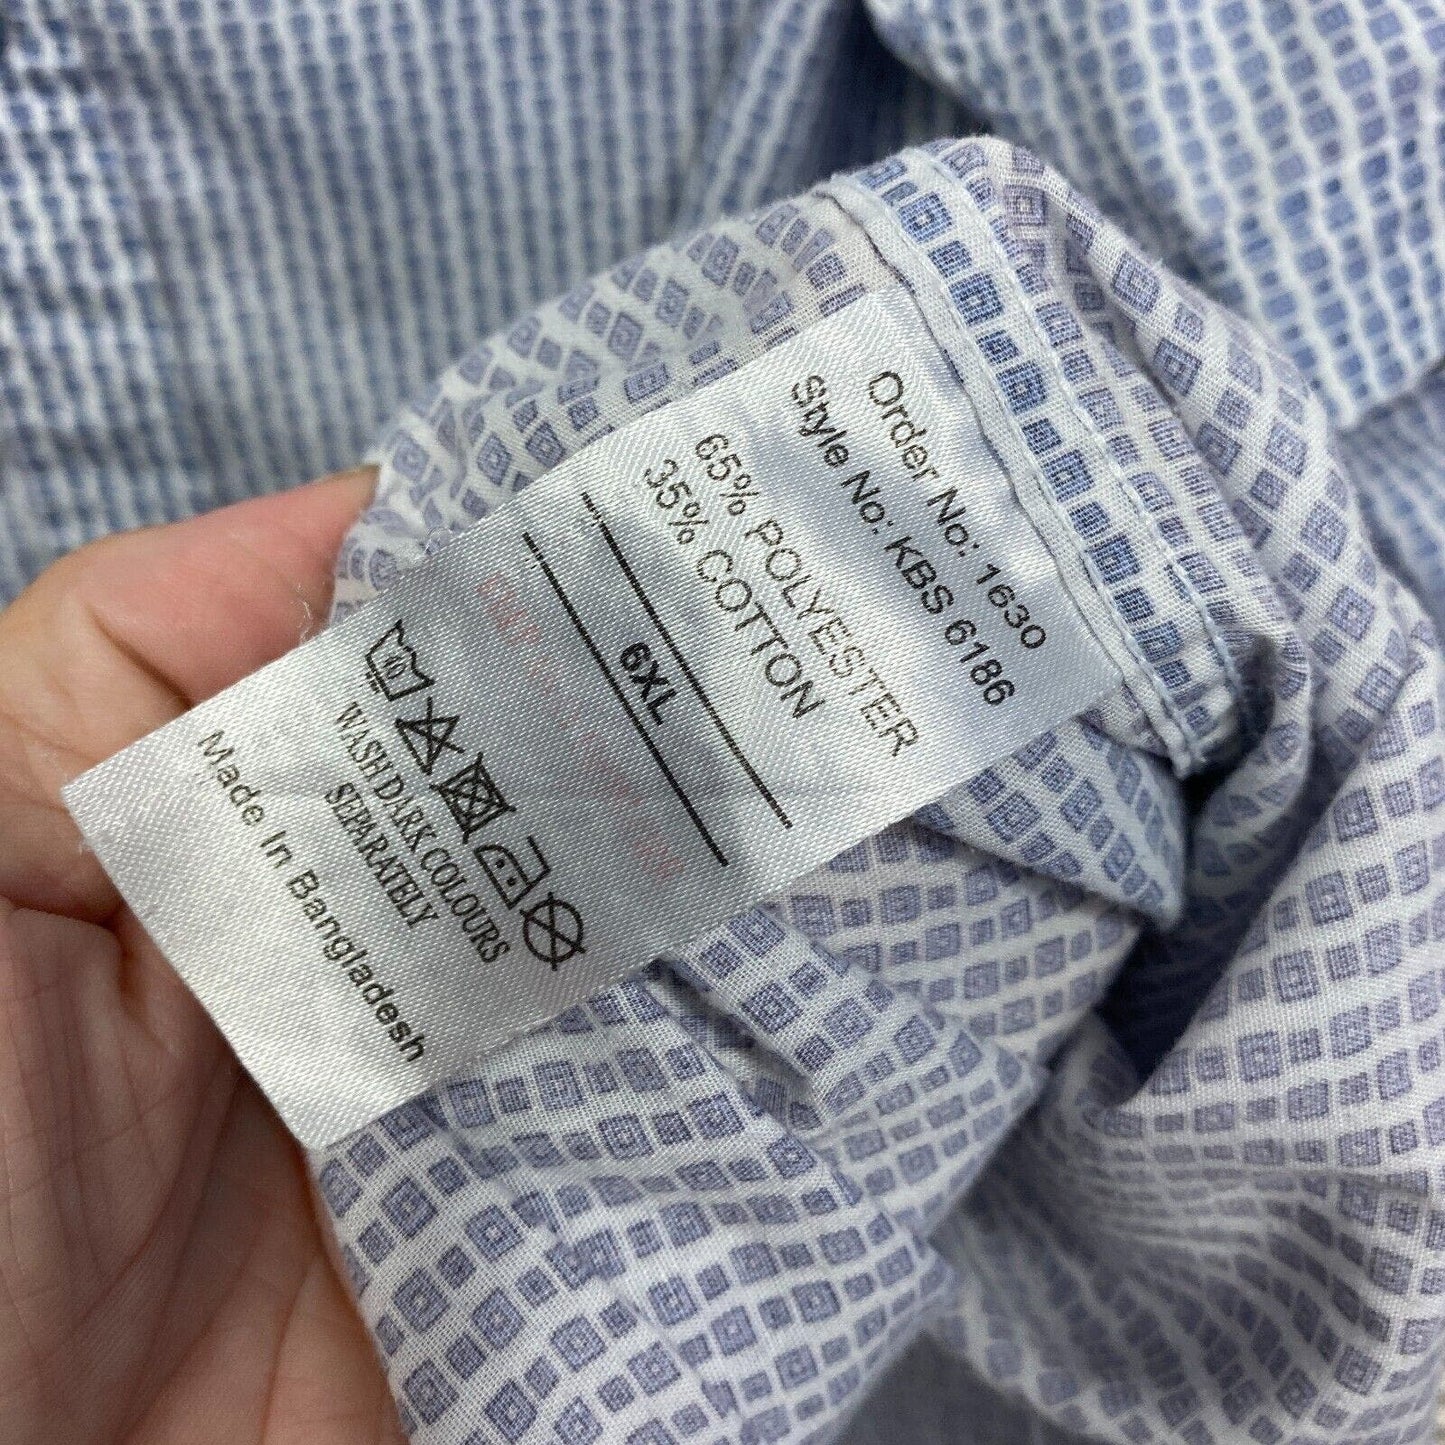 Order No: 1630
Style No: KBS 6186
65% POLYESTER
35% COTTON
6XL
40
WASH DARK COLOURS
SEPARATELY
Made In Bangladesh